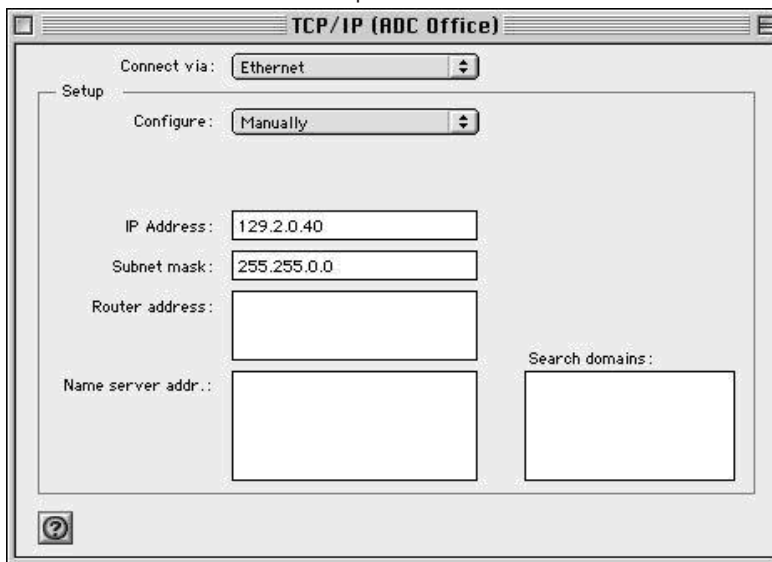 TCP/IP (ADC Office)
Connect via: Ethernet
Setup
Configure: Manually
IP Address: 129.2.0.40
Subnet mask: 255.255.0.0
Router address:
Search domains:
Name server addr.:
?